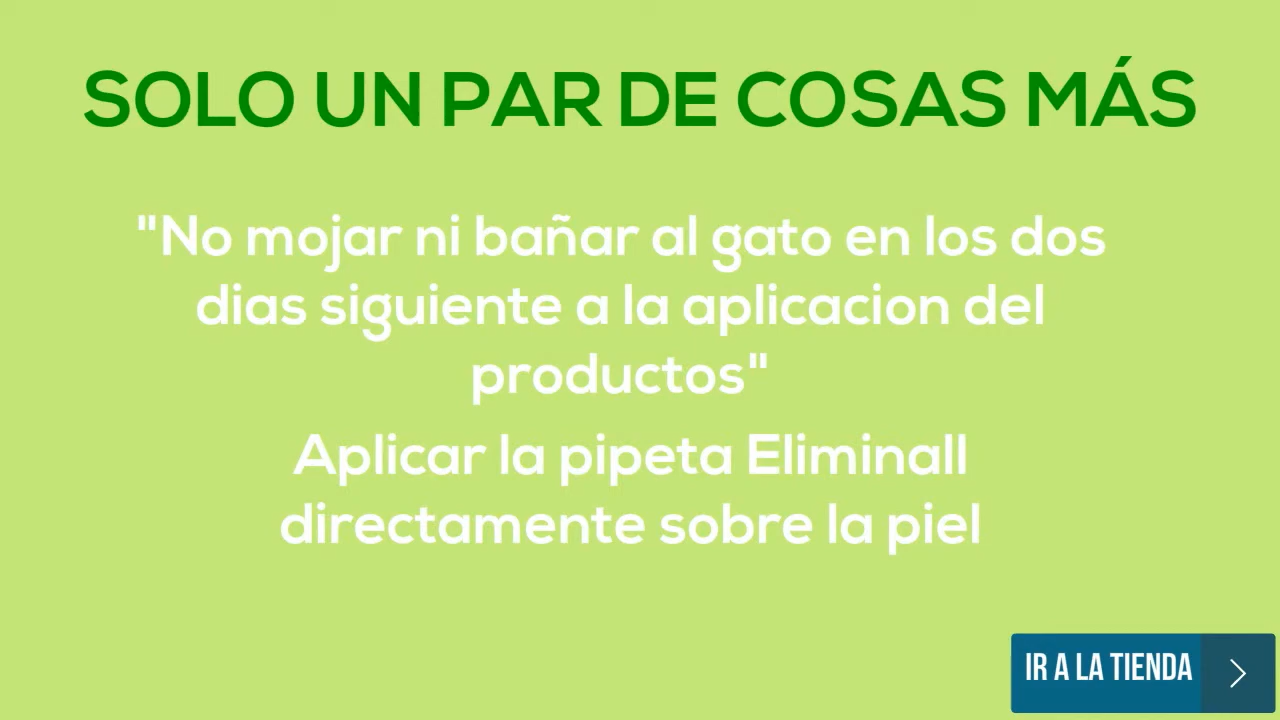 SOLO UN PAR DE COSAS MÁS
"No mojar ni bañar al gato en los dos
dias siguiente a la aplicacion del
productos"
Aplicar la pipeta Eliminall
directamente sobre la piel
IR A LA TIENDA